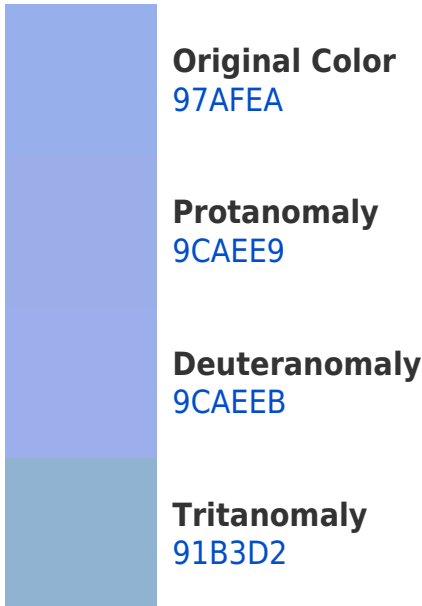 Original Color
97AFEA
Protanomaly
9CAEE9
Deuteranomaly
9CAEEB
Tritanomaly
91B3D2